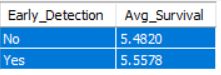 Early_Detection Avg_Survival
No 5.4820
Yes 5.5578